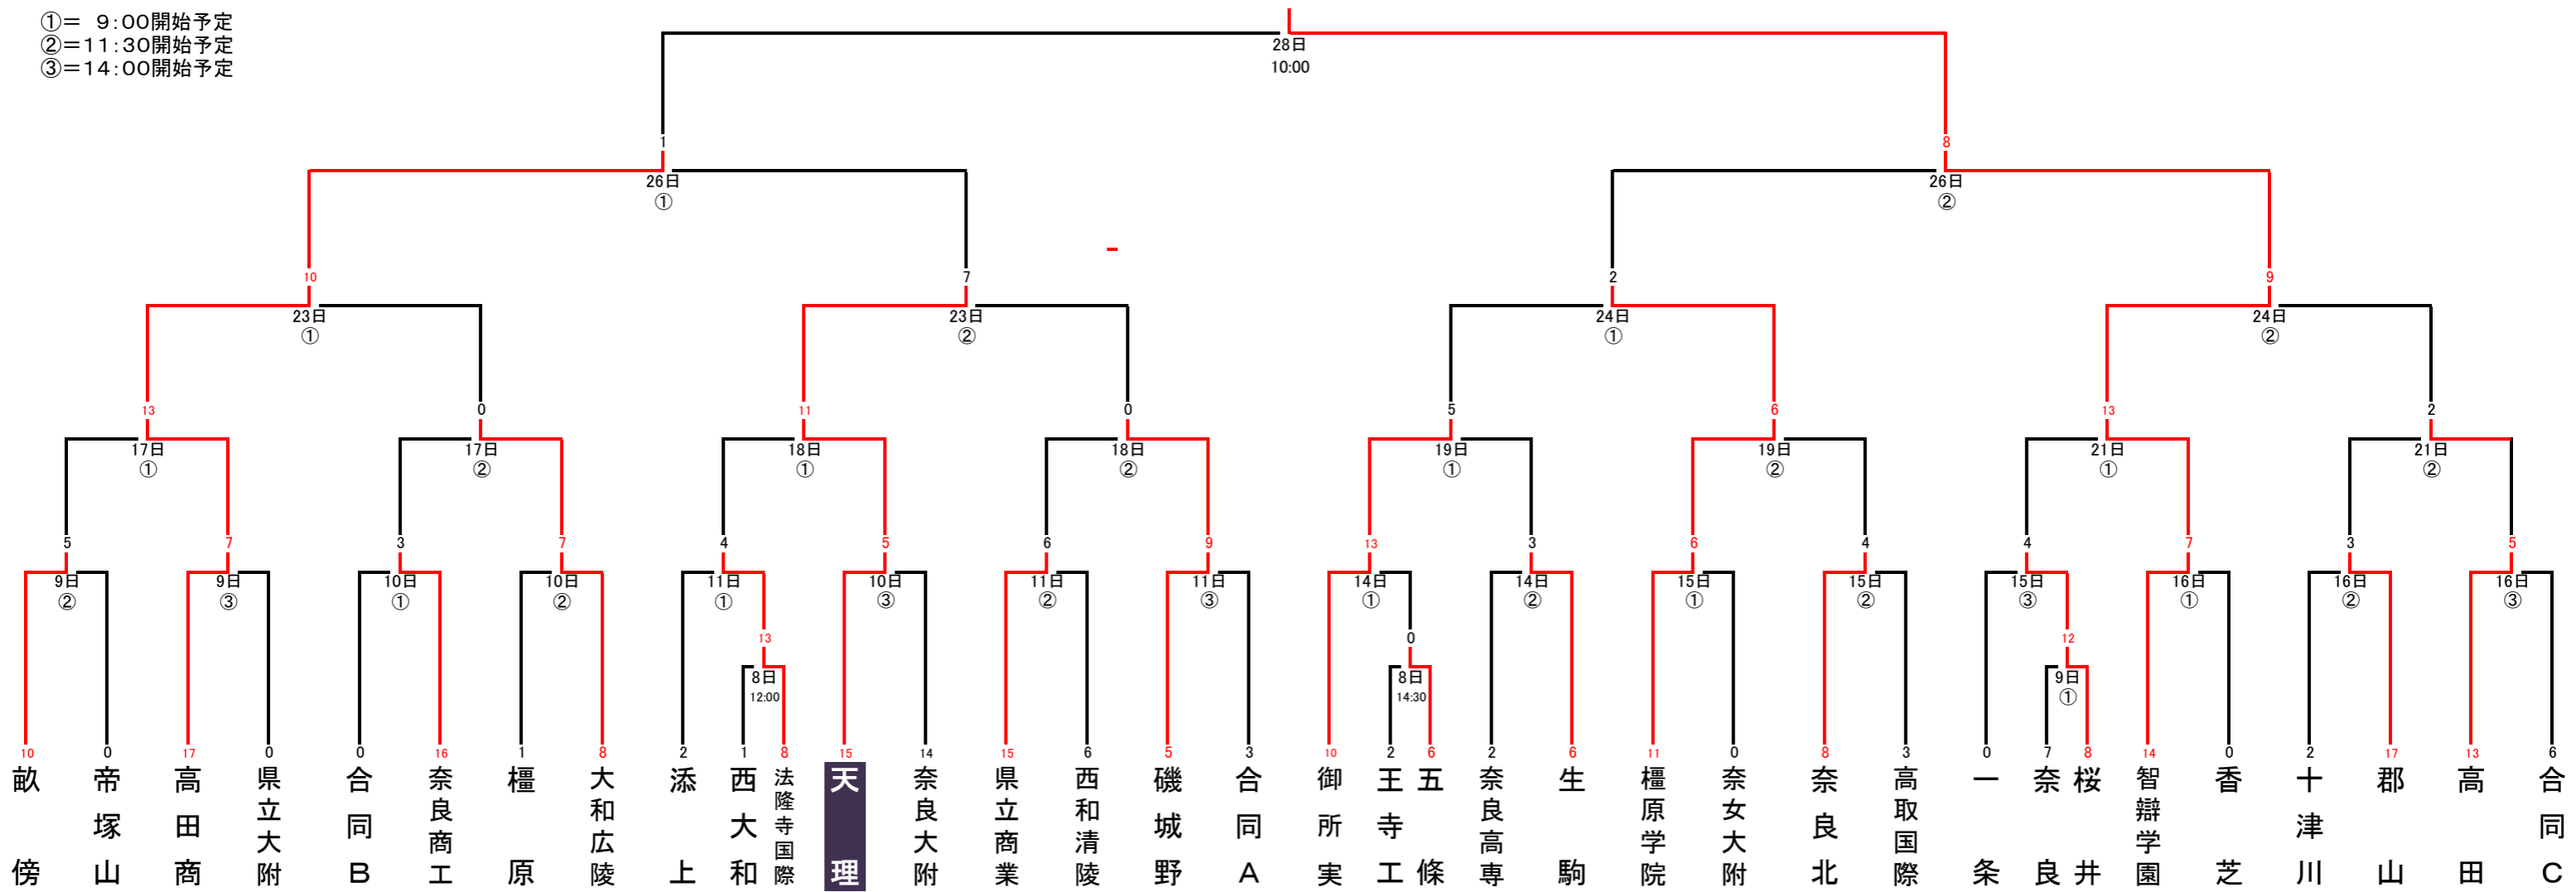 ①＝　9：00開始予定
②＝11：30開始予定
③＝14：00開始予定
28日
10:00
1
8
26日
①
26日
②
10
7
2
9
23日
①
23日
②
24日
①
24日
②
13
0
11
0
5
6
13
2
17日
①
17日
②
18日
①
18日
②
19日
①
19日
②
21日
①
21日
②
5
7
3
7
4
5
6
9
13
3
6
4
4
7
3
5
9日
②
9日
③
10日
①
10日
②
11日
①
10日
③
11日
②
11日
③
14日
①
14日
②
15日
①
15日
②
15日
③
16日
①
16日
②
16日
③
13
0
12
8日
12:00
8日
14:30
9日
①
10
0
17
0
0
16
1
8
2
1
8
15
14
15
6
5
3
10
2
6
2
6
11
0
8
3
0
7
8
14
0
2
17
13
6
畝傍
帝塚山
高田商
県立大附
合同B
奈良商工
橿原
大和広陵
添上
西大和
法隆寺国際
天理
奈良大附
県立商業
西和清陵
磯城野
合同A
御所実
王寺工
五條
奈良高専
生駒
橿原学院
奈女大附
奈良北
高取国際
一条
奈良
桜井
智辯学園
香芝
十津川
郡山
高田
合同C